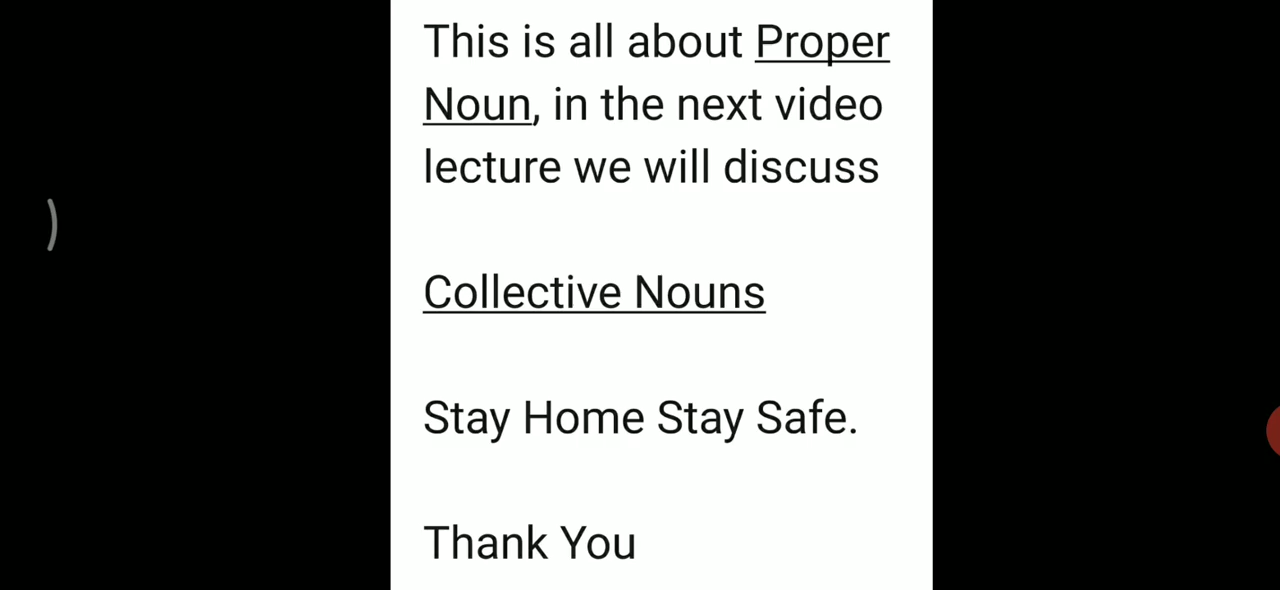 This is all about Proper
Noun, in the next video
lecture we will discuss
Collective Nouns
Stay Home Stay Safe.
Thank You